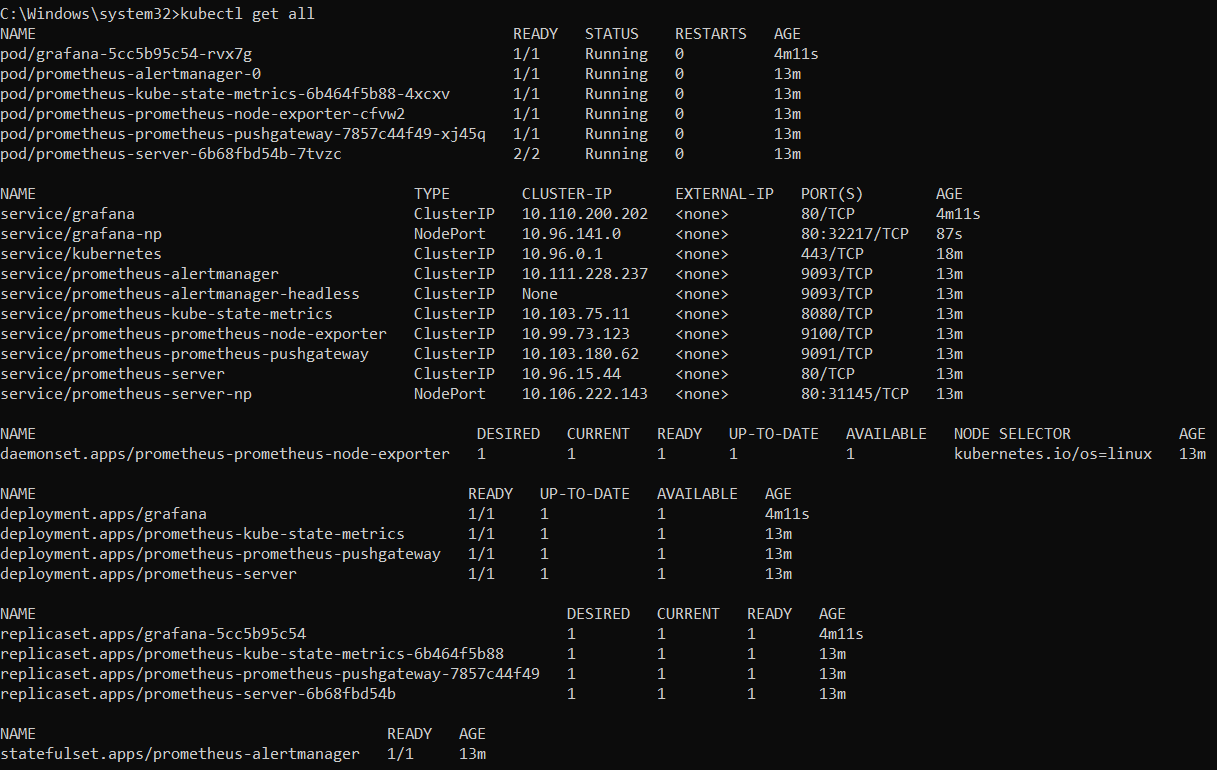 C:\Windows\system32>kubectl get all
NAME READY STATUS RESTARTS AGE
pod/grafana-5cc5b95c54-rvx7g 1/1 Running 0 4m11s
pod/prometheus-alertmanager-0 1/1 Running 0 13m
pod/prometheus-kube-state-metrics-6b464f5b88-4xcxv 1/1 Running 0 13m
pod/prometheus-prometheus-node-exporter-cfvw2 1/1 Running 0 13m
pod/prometheus-prometheus-pushgateway-7857c44f49-xj45q 1/1 Running 0 13m
pod/prometheus-server-6b68fbd54b-7tvzc 2/2 Running 0 13m
NAME TYPE CLUSTER-IP EXTERNAL-IP PORT(S) AGE
service/grafana ClusterIP 10.110.200.202 <none> 80/TCP 4m11s
service/grafana-np NodePort 10.96.141.0 <none> 80:32217/TCP 87s
service/kubernetes ClusterIP 10.96.0.1 <none> 443/TCP 18m
service/prometheus-alertmanager ClusterIP 10.111.228.237 <none> 9093/TCP 13m
service/prometheus-alertmanager-headless ClusterIP None <none> 9093/TCP 13m
service/prometheus-kube-state-metrics ClusterIP 10.103.75.11 <none> 8080/TCP 13m
service/prometheus-prometheus-node-exporter ClusterIP 10.99.73.123 <none> 9100/TCP 13m
service/prometheus-prometheus-pushgateway ClusterIP 10.103.180.62 <none> 9091/TCP 13m
service/prometheus-server ClusterIP 10.96.15.44 <none> 80/TCP 13m
service/prometheus-server-np NodePort 10.106.222.143 <none> 80:31145/TCP 13m
NAME DESIRED CURRENT READY UP-TO-DATE AVAILABLE NODE SELECTOR AGE
daemonset.apps/prometheus-prometheus-node-exporter 1 1 1 1 1 kubernetes.io/os=linux 13m
NAME READY UP-TO-DATE AVAILABLE AGE
deployment.apps/grafana 1/1 1 1 4m11s
deployment.apps/prometheus-kube-state-metrics 1/1 1 1 13m
deployment.apps/prometheus-prometheus-pushgateway 1/1 1 1 13m
deployment.apps/prometheus-server 1/1 1 1 13m
NAME DESIRED CURRENT READY AGE
replicaset.apps/grafana-5cc5b95c54 1 1 1 4m11s
replicaset.apps/prometheus-kube-state-metrics-6b464f5b88 1 1 1 13m
replicaset.apps/prometheus-prometheus-pushgateway-7857c44f49 1 1 1 13m
replicaset.apps/prometheus-server-6b68fbd54b 1 1 1 13m
NAME READY AGE
statefulset.apps/prometheus-alertmanager 1/1 13m